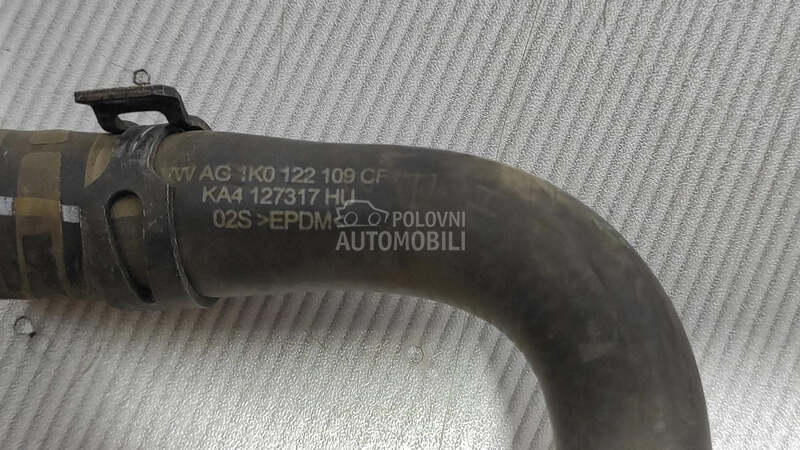 VW AG 1K0 122 109 CF
KA4 127317 HU
02S >EPDM<
POLOVNI
AUTOMOBILI